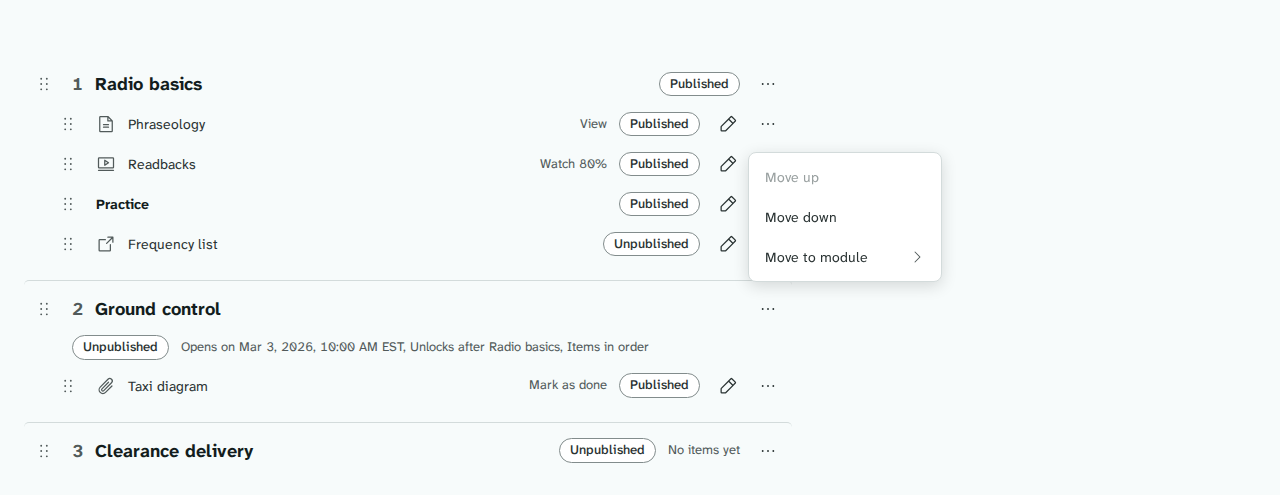 1 Radio basics Published
Phraseology View Published
Readbacks Watch 80% Published
Move up
Practice Published
Move down
Frequency list Unpublished
Move to module
2 Ground control
Unpublished Opens on Mar 3, 2026, 10:00 AM EST, Unlocks after Radio basics, Items in order
Taxi diagram Mark as done Published
3 Clearance delivery Unpublished No items yet